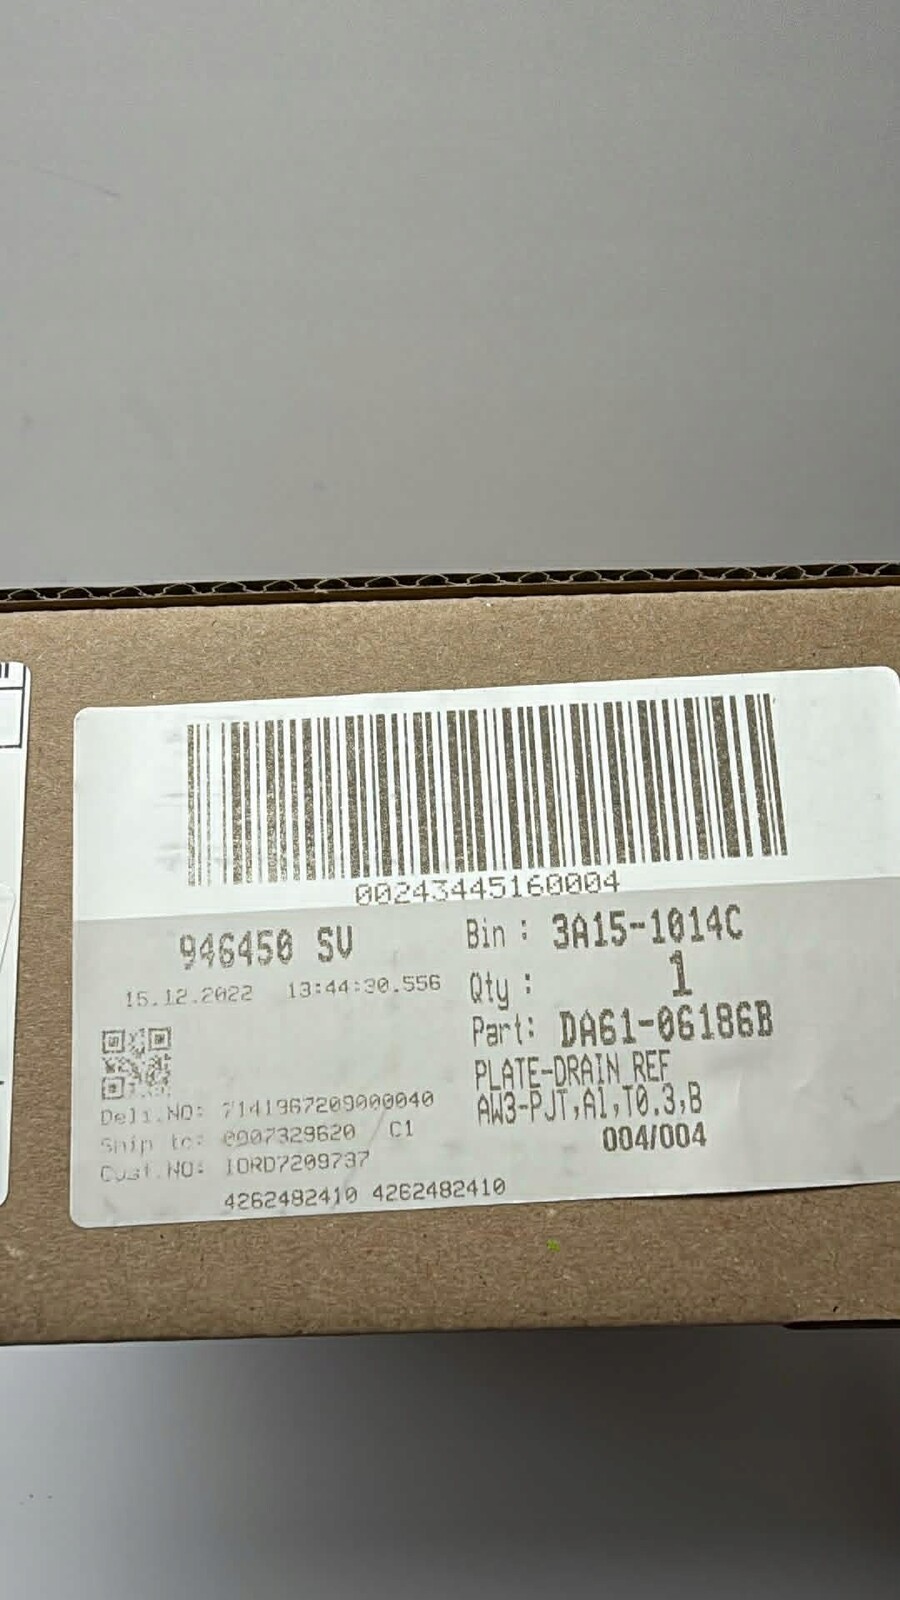 00243445160004
946450 SV
15.12.2022 13:44:30.556
Bin : 3A15-1014C
Qty : 1
Part: DA61-06186B
PLATE-DRAIN REF
AW3-PJT,A1,T0.3,B
004/004
Deli.NO: 7141967209000040
Ship to: 0907329620 C1
Cust.NO: IORD7209737
4262482410 4262482410